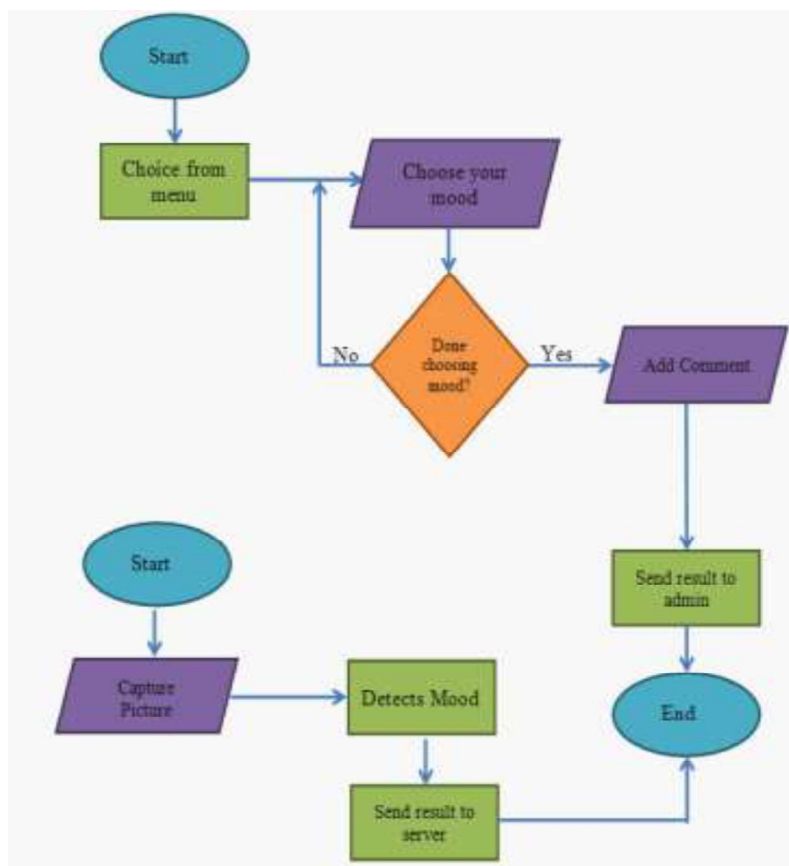 Start
Choice from
menu
Choose your
mood
Done
choosing
mood?
No
Yes
Add Comment
Send result to
admin
End
Start
Capture
Picture
Detects Mood
Send result to
server